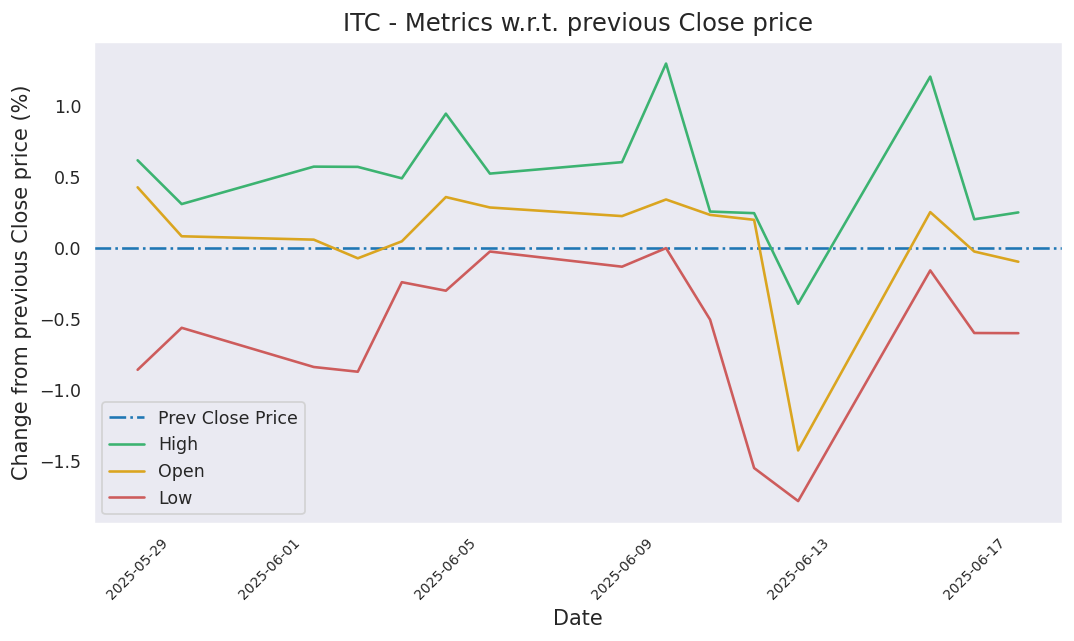 ITC - Metrics w.r.t. previous Close price
Change from previous Close price (%)
1.0
0.5
0.0
−0.5
−1.0
−1.5
Prev Close Price
High
Open
Low
2025-05-29
2025-06-01
2025-06-05
2025-06-09
2025-06-13
2025-06-17
Date